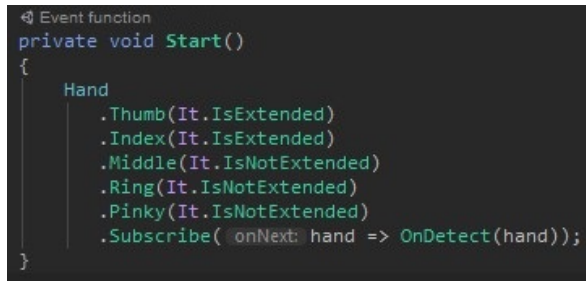 Event function
private void Start()
{
Hand
.Thumb(It.IsExtended)
.Index(It.IsExtended)
.Middle(It.IsNotExtended)
.Ring(It.IsNotExtended)
.Pinky(It.IsNotExtended)
.Subscribe( onNext: hand => OnDetect(hand));
}